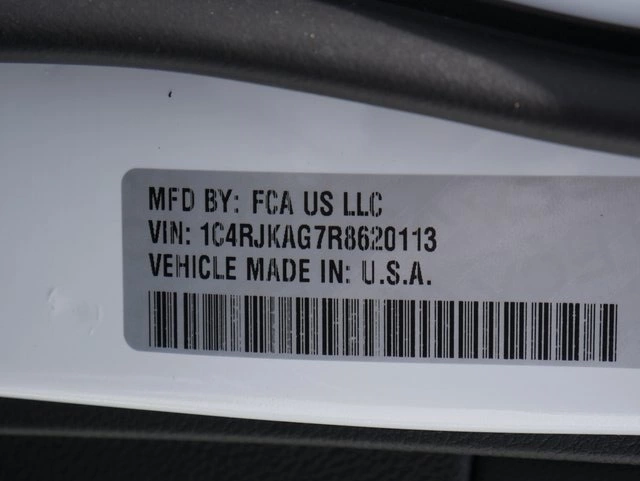 MFD BY: FCA US LLC
VIN: 1C4RJKAG7R8620113
VEHICLE MADE IN: U.S.A.